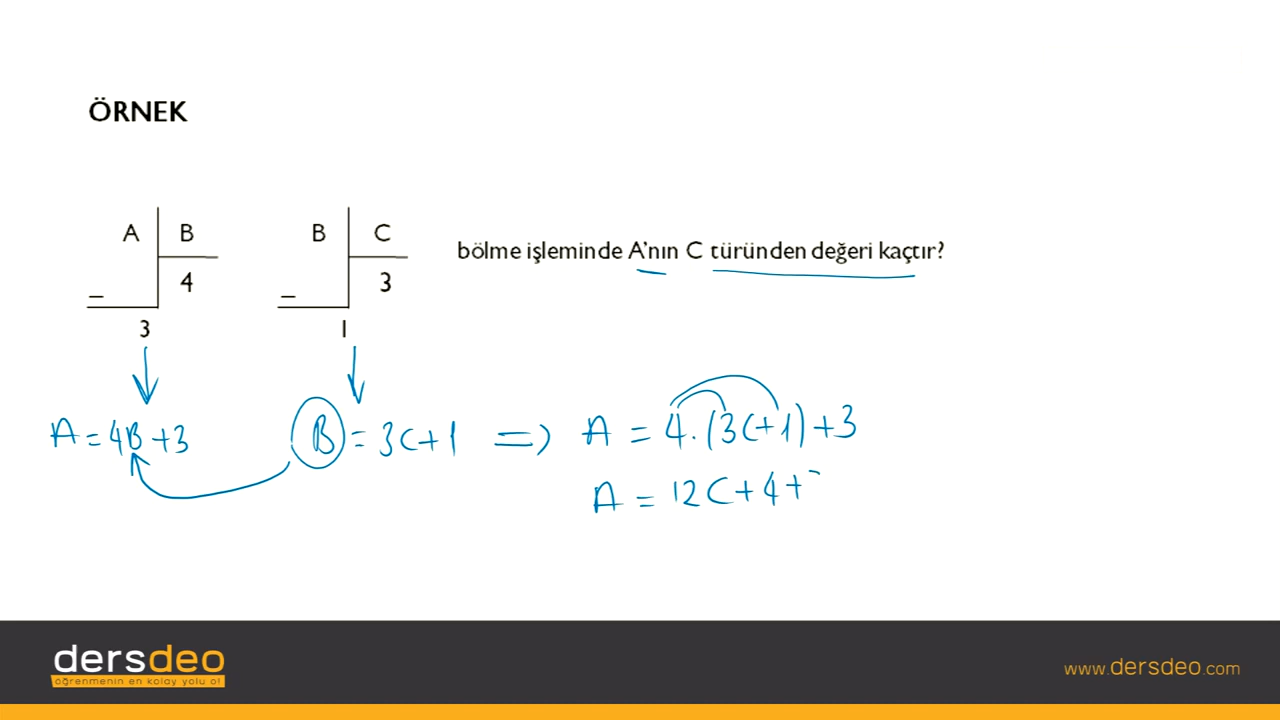 ÖRNEK
A B
4
3
B C
3
1
bölme işleminde A'nın C türünden değeri kaçtır?
A = 4B + 3
B = 3C + 1 => A = 4.(3C+1)+3
A = 12C + 4 +
dersdeo
öğrenmenin en kolay yolu o!
www.dersdeo.com